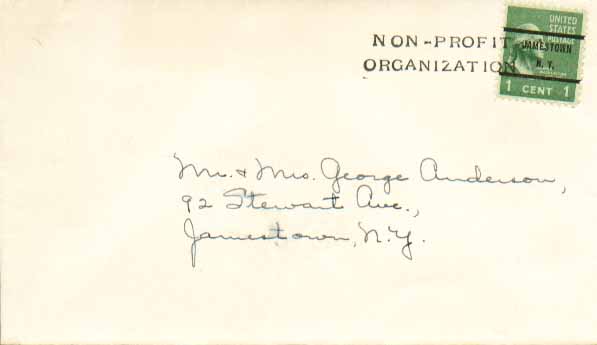 NON-PROFIT
ORGANIZATION
UNITED
STATES
POSTAGE
JAMESTOWN
N. Y.
1 CENT 1
Mr. & Mrs. George Anderson,
92 Stewart Ave.,
Jamestown, N.Y.